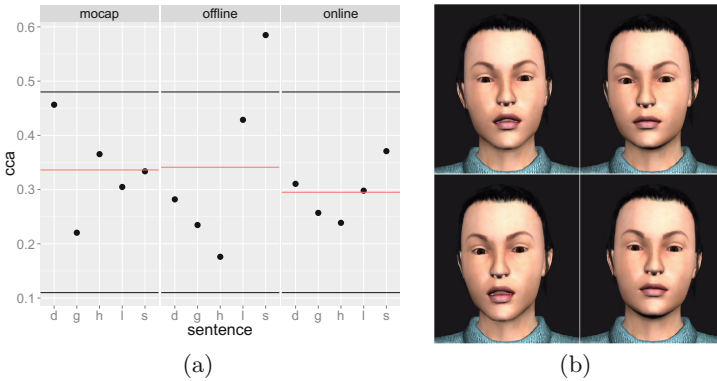 mocap offline online
0.6
0.5
0.4
0.3
0.2
0.1
cca
d g h l s d g h l s d g h l s
sentence
(a) (b)